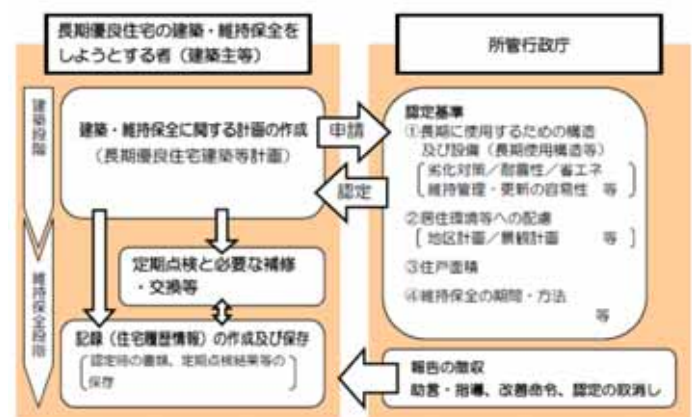 長期優良住宅の建築・維持保全を
しようとする者（建築主等）
所管行政庁
建築段階
維持保全段階
建築・維持保全に関する計画の作成
（長期優良住宅建築等計画）
申請
認定
認定基準
①長期に使用するための構造
及び設備（長期使用構造等）
劣化対策／耐震性／省エネ
維持管理・更新の容易性　等
②居住環境等への配慮
［ 地区計画／景観計画　　等 ］
③住戸面積
④維持保全の期間・方法
等
定期点検と必要な補修
・交換等
記録（住宅履歴情報）の作成及び保存
認定時の書類、定期点検結果等の
保存
報告の徴収
助言・指導、改善命令、認定の取消し